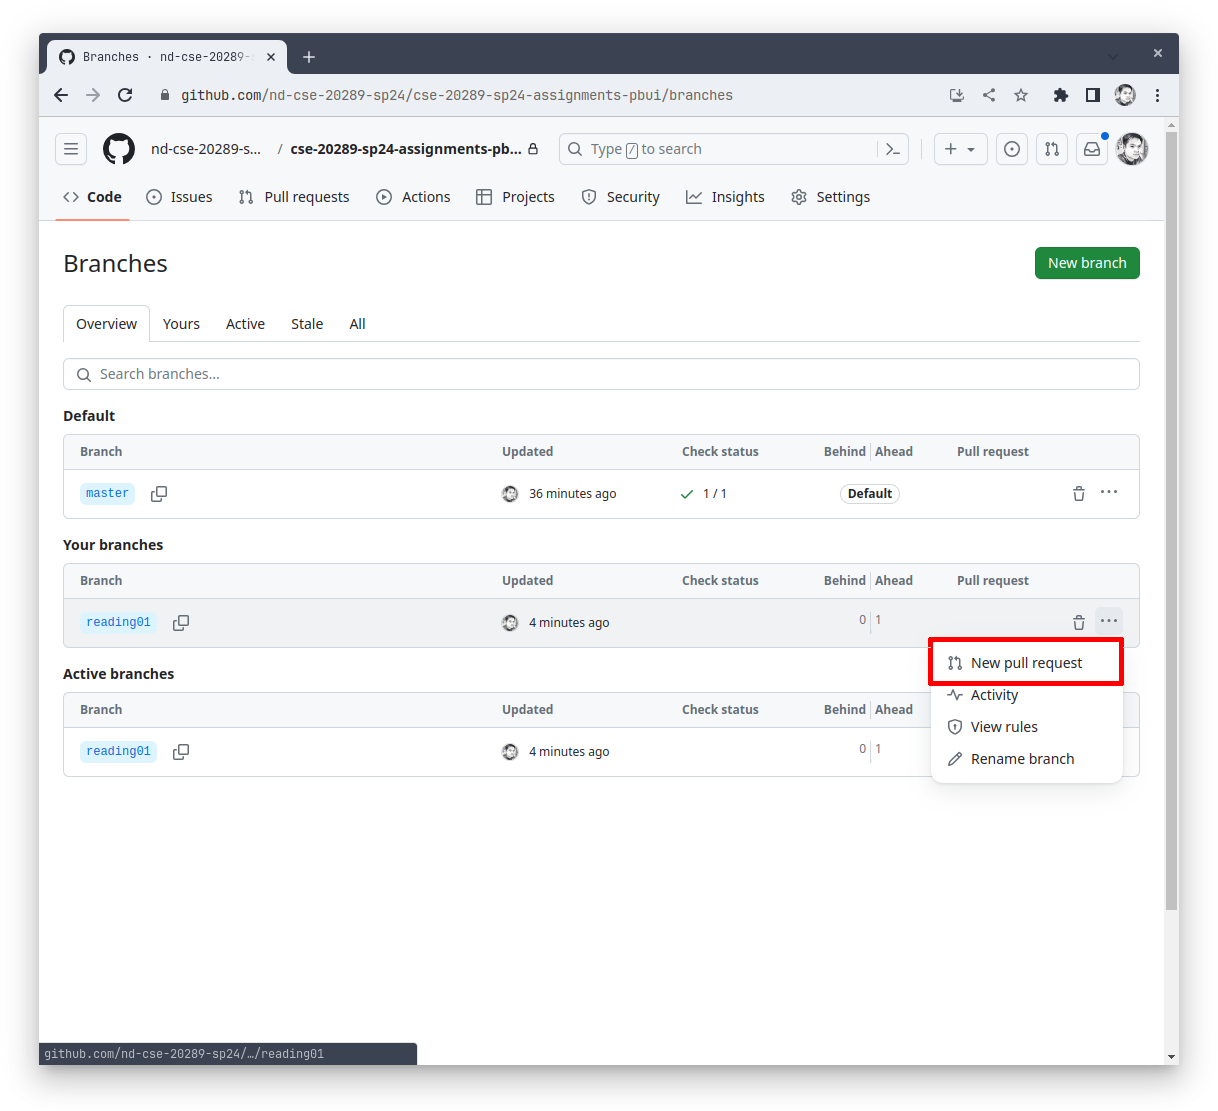 Branches · nd-cse-20289-s
github.com/nd-cse-20289-sp24/cse-20289-sp24-assignments-pbui/branches
nd-cse-20289-s... / cse-20289-sp24-assignments-pb... Type / to search
Code Issues Pull requests Actions Projects Security Insights Settings
Branches New branch
Overview Yours Active Stale All
Search branches...
Default
Branch Updated Check status Behind Ahead Pull request
master 36 minutes ago 1 / 1 Default
Your branches
Branch Updated Check status Behind Ahead Pull request
reading01 4 minutes ago 0 1
New pull request
Activity
View rules
Rename branch
Active branches
Branch Updated Check status Behind Ahead
reading01 4 minutes ago 0 1
github.com/nd-cse-20289-sp24/…/reading01